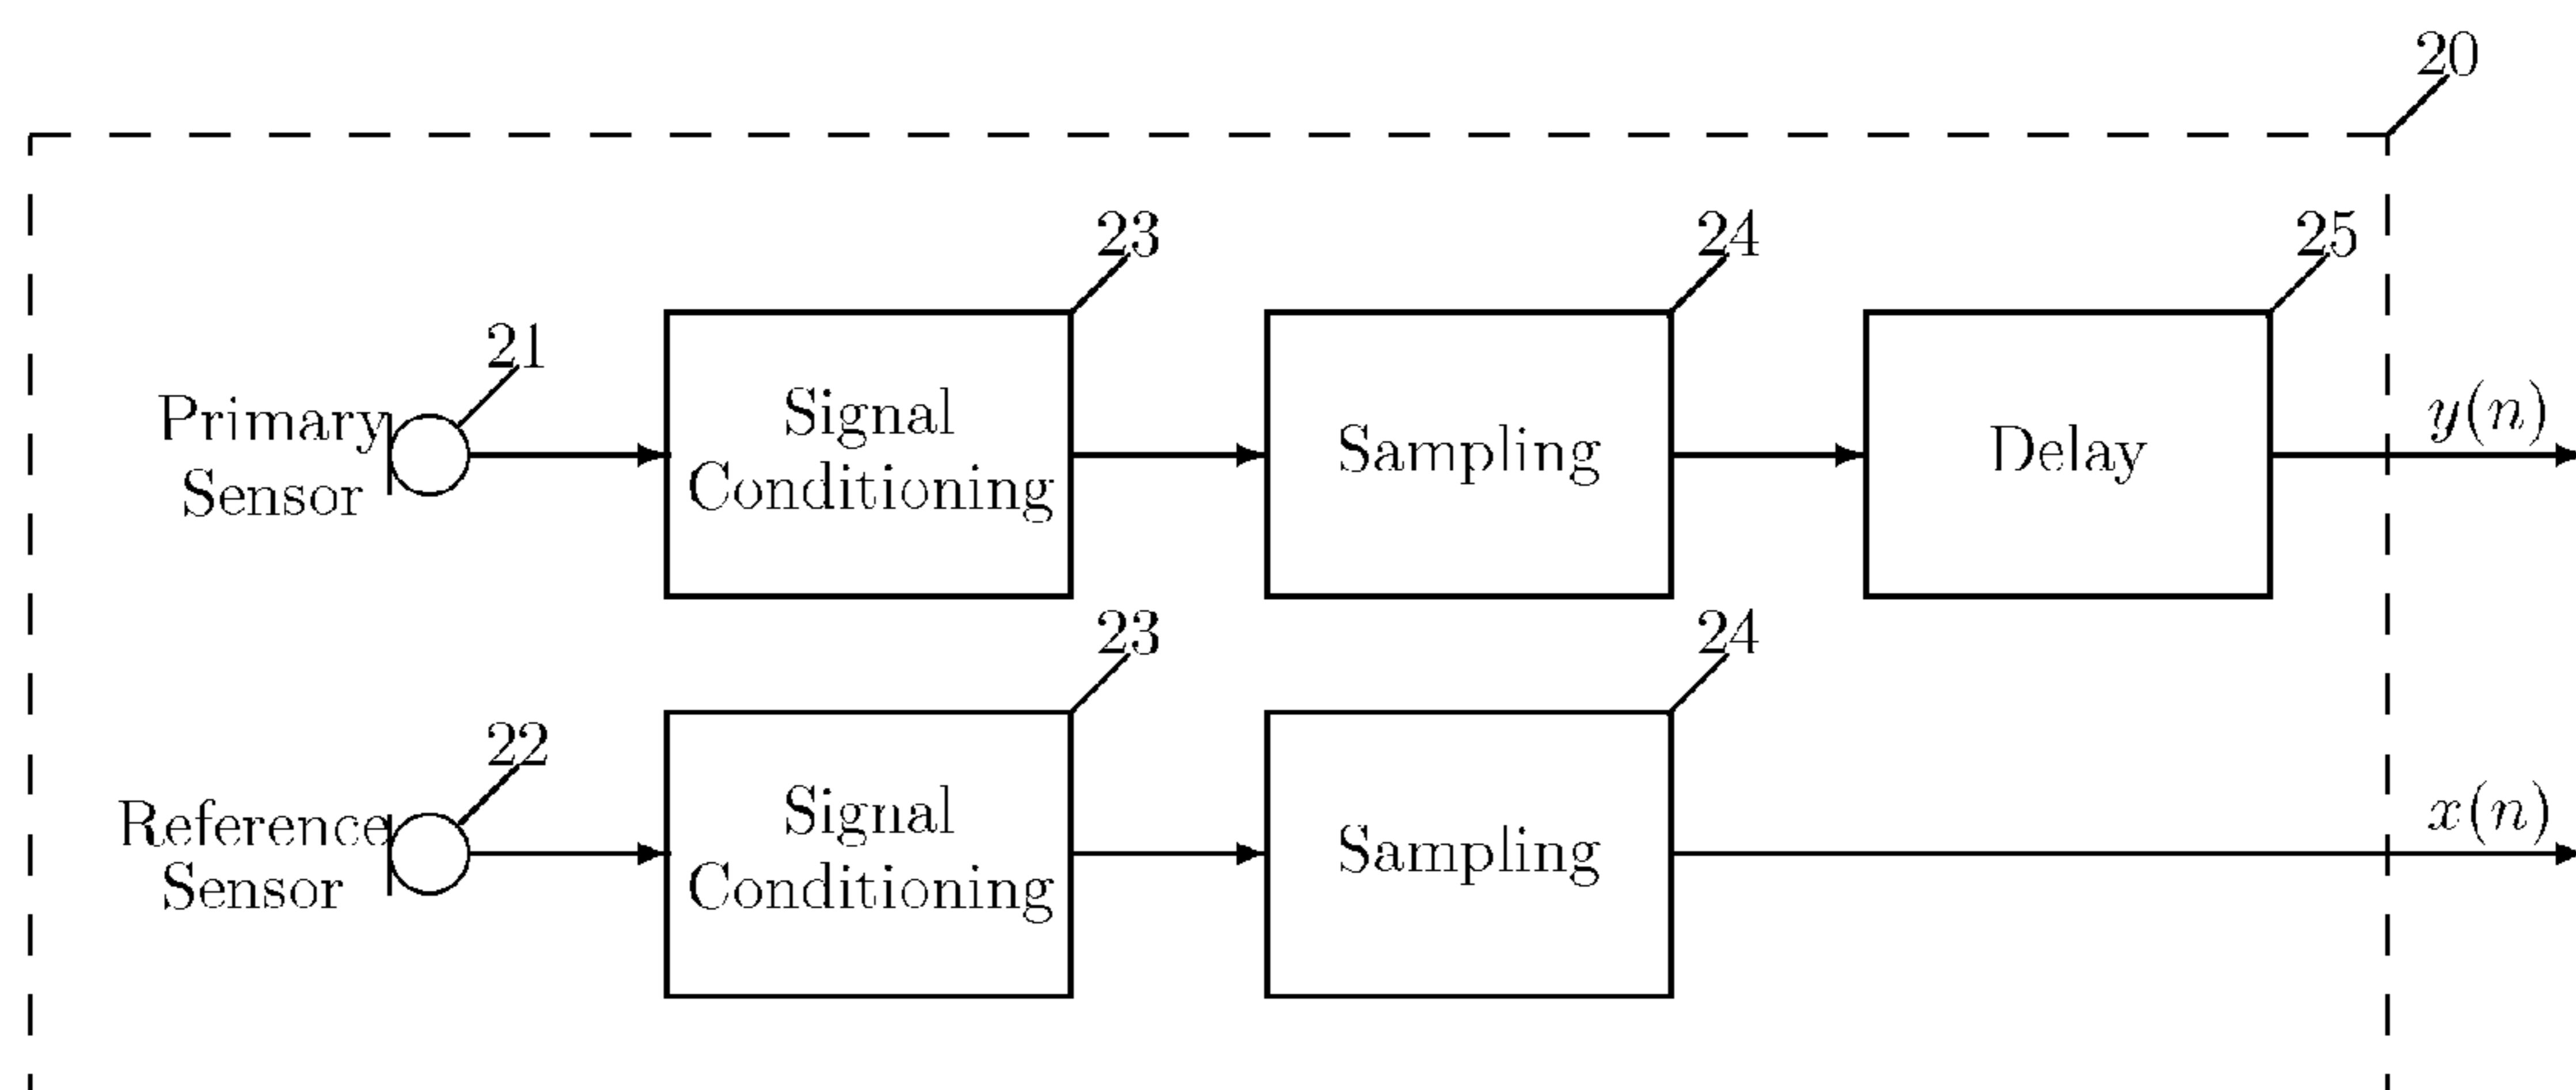 20
23
24
25
21
Primary
Sensor
Signal
Conditioning
Sampling
Delay
y(n)
23
24
22
Reference
Sensor
Signal
Conditioning
Sampling
x(n)